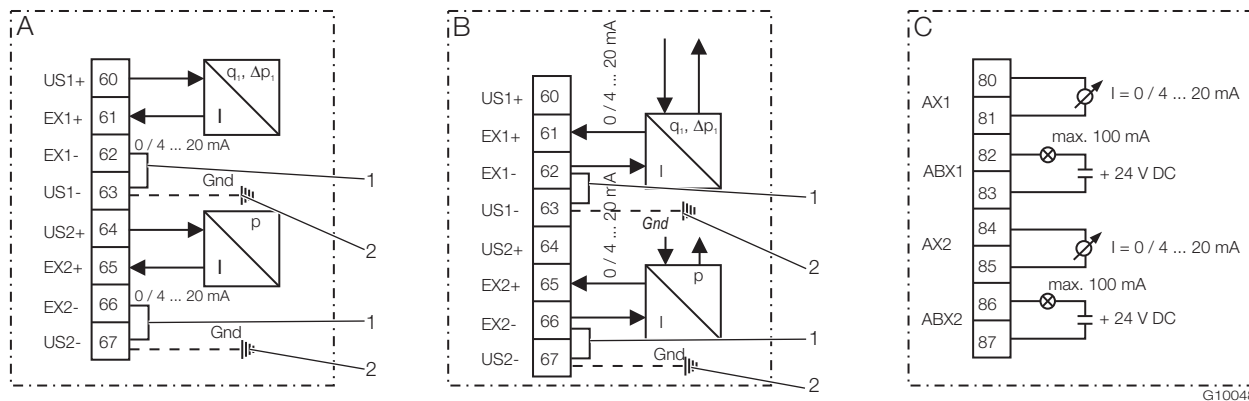 A
US1+ 60
q₁, Δp₁
EX1+ 61
I
0 / 4 ... 20 mA
EX1- 62
1
US1- 63
Gnd
2
US2+ 64
p
EX2+ 65
I
0 / 4 ... 20 mA
EX2- 66
1
US2- 67
Gnd
2
B
0 / 4 ... 20 mA
US1+ 60
EX1+ 61
q₁, Δp₁
EX1- 62
I
1
US1- 63
Gnd
2
0 / 4 ... 20 mA
US2+ 64
p
EX2+ 65
EX2- 66
I
1
US2- 67
Gnd
2
C
80
AX1
I = 0 / 4 ... 20 mA
81
max. 100 mA
82
ABX1
+ 24 V DC
83
84
AX2
I = 0 / 4 ... 20 mA
85
max. 100 mA
86
ABX2
+ 24 V DC
87